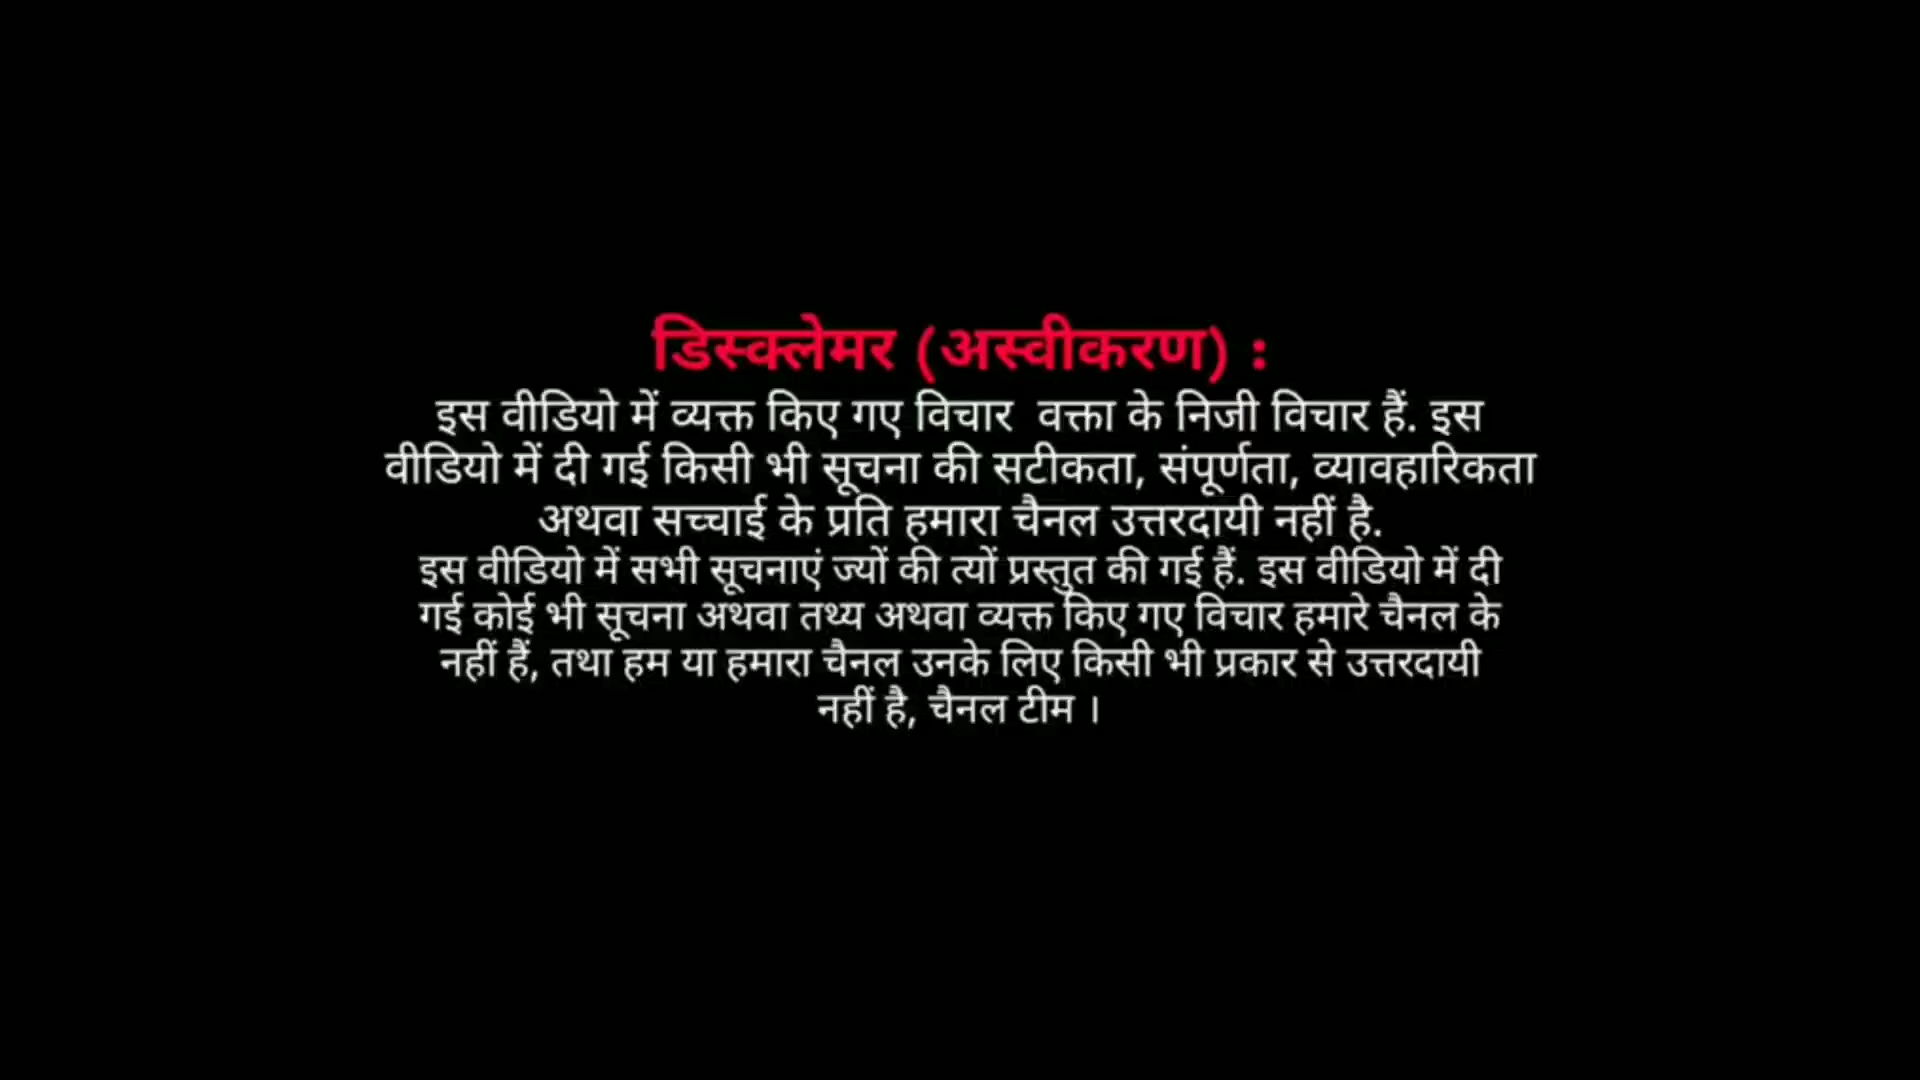 डिस्क्लेमर (अस्वीकरण) :
इस वीडियो में व्यक्त किए गए विचार वक्ता के निजी विचार हैं. इस
वीडियो में दी गई किसी भी सूचना की सटीकता, संपूर्णता, व्यावहारिकता
अथवा सच्चाई के प्रति हमारा चैनल उत्तरदायी नहीं है.
इस वीडियो में सभी सूचनाएं ज्यों की त्यों प्रस्तुत की गई हैं. इस वीडियो में दी
गई कोई भी सूचना अथवा तथ्य अथवा व्यक्त किए गए विचार हमारे चैनल के
नहीं हैं, तथा हम या हमारा चैनल उनके लिए किसी भी प्रकार से उत्तरदायी
नहीं है, चैनल टीम ।